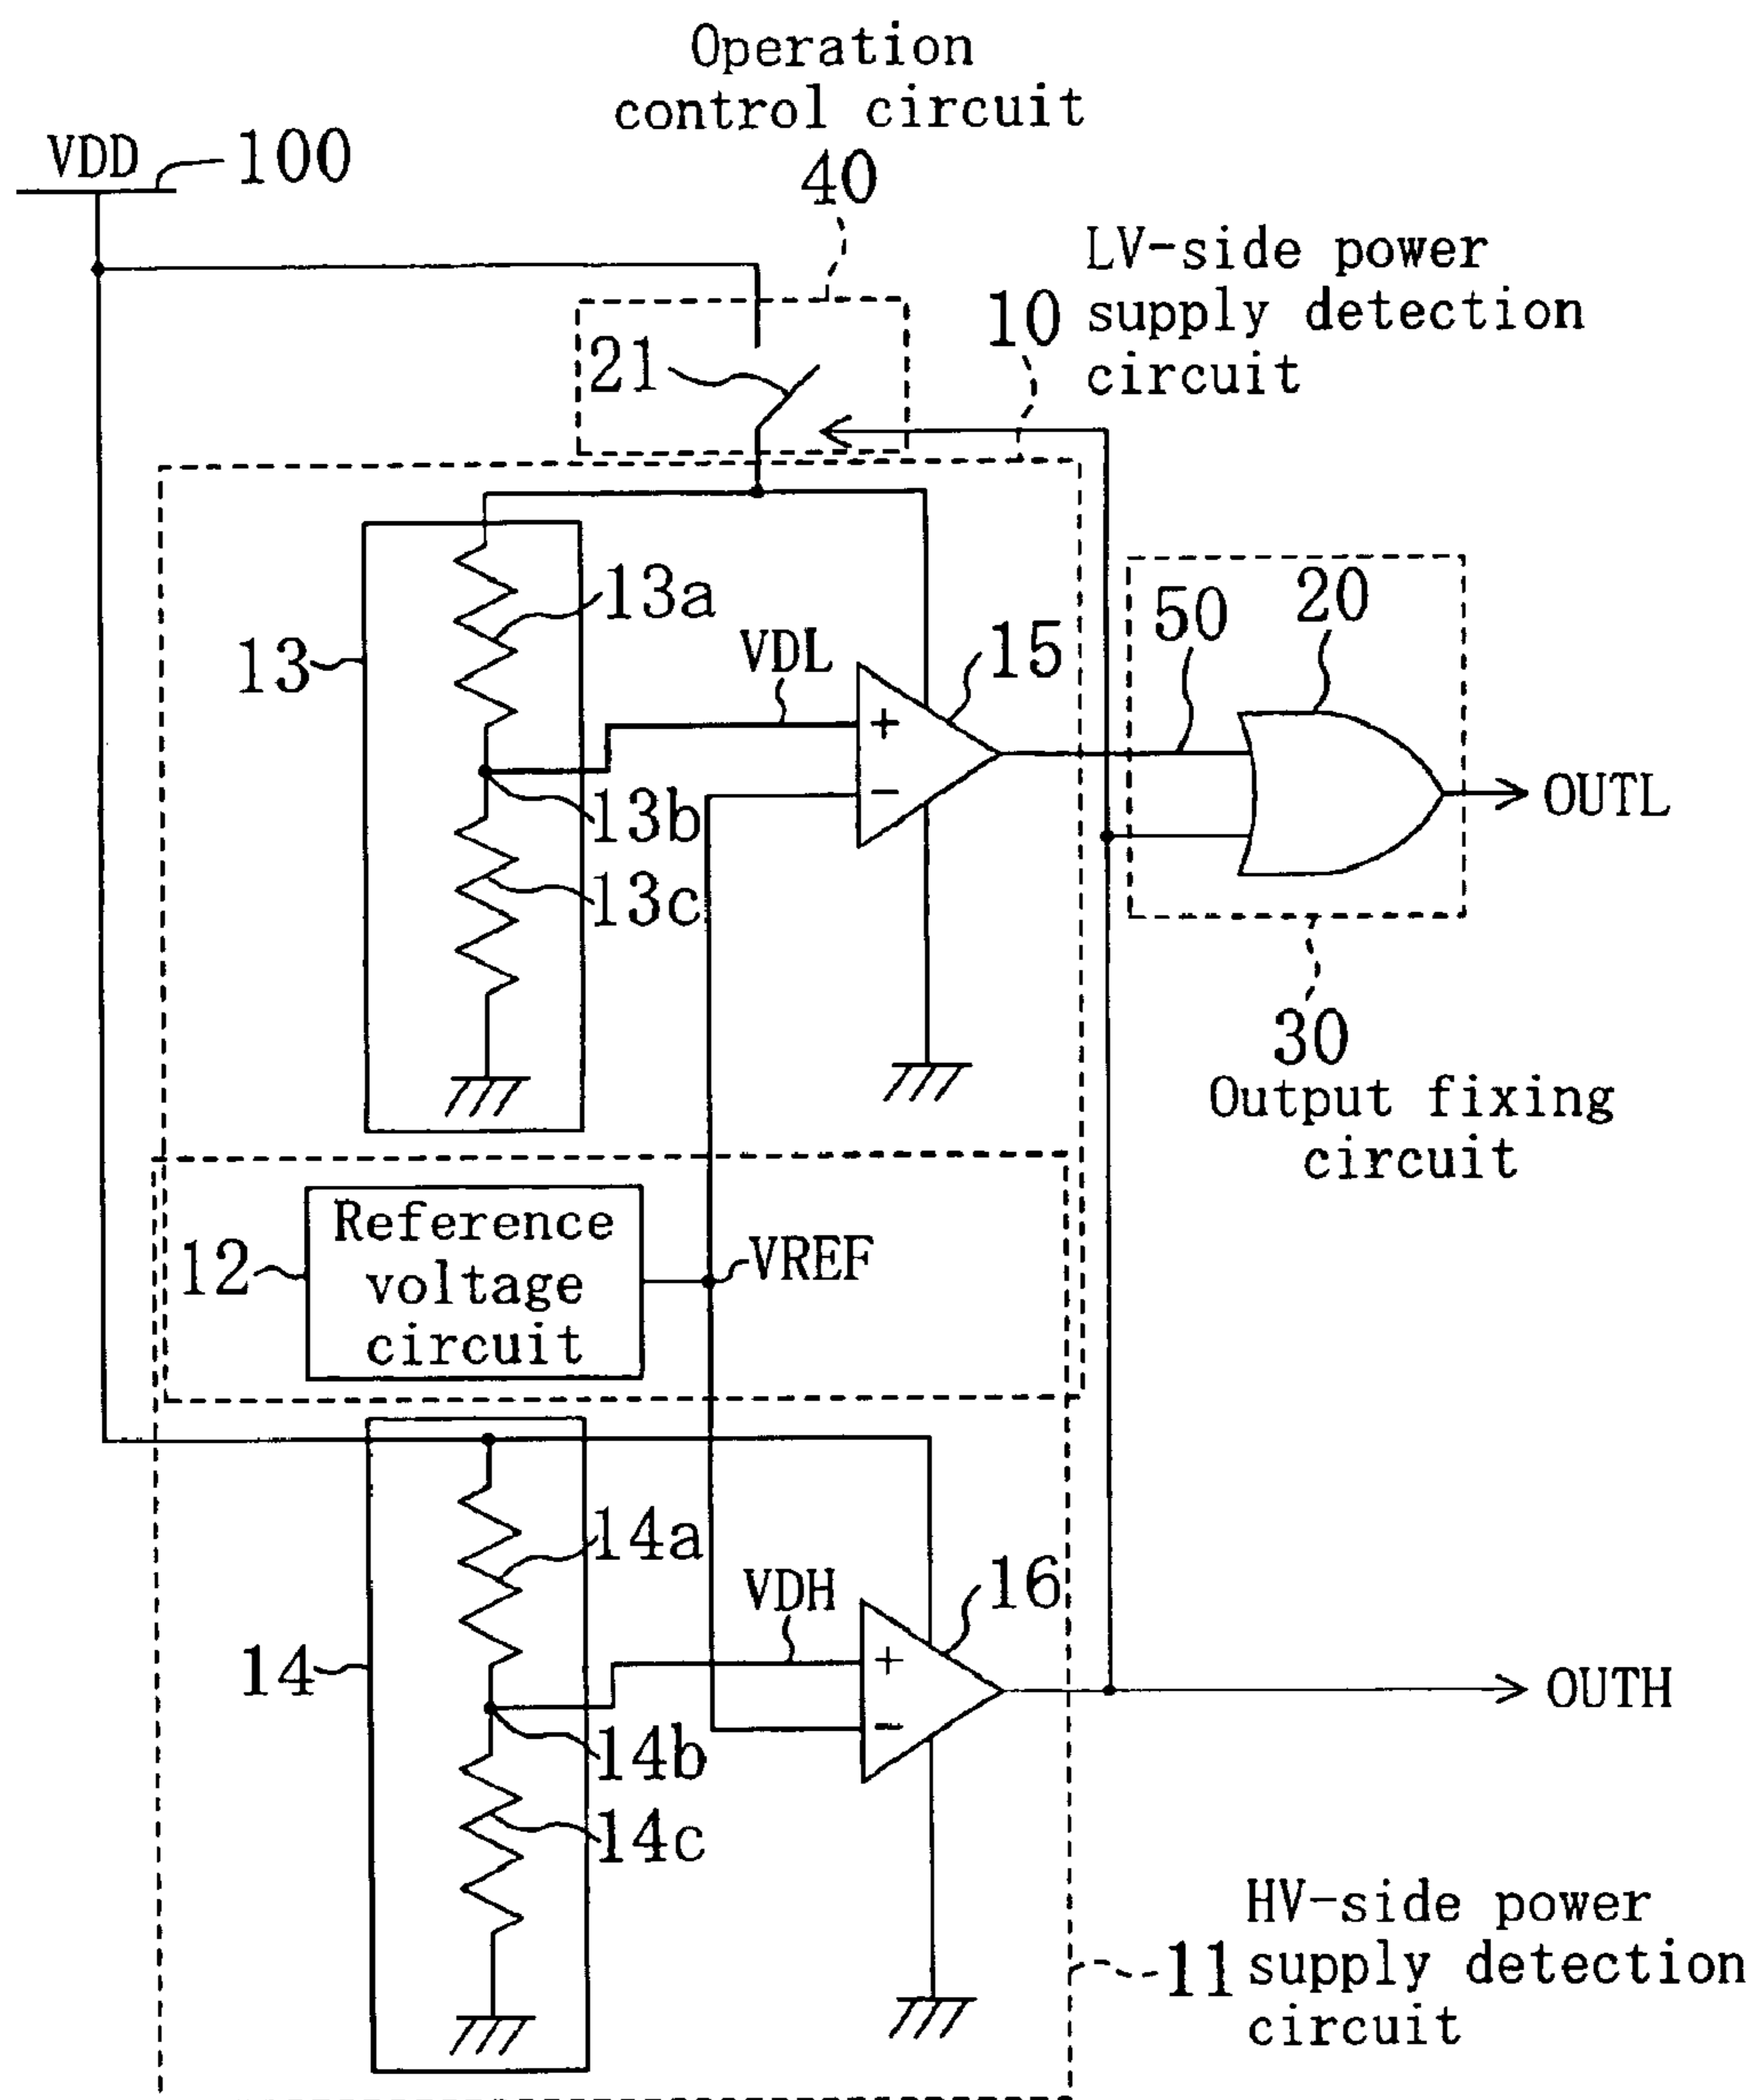 Operation
control circuit
40
VDD
100
LV-side power
supply detection
circuit
10
21
13a
13
VDL
15
50
20
+
−
OUTL
13b
13c
30
Output fixing
circuit
Reference
voltage
circuit
12
VREF
14a
VDH
16
14
+
−
OUTH
14b
14c
HV-side power
supply detection
circuit
11